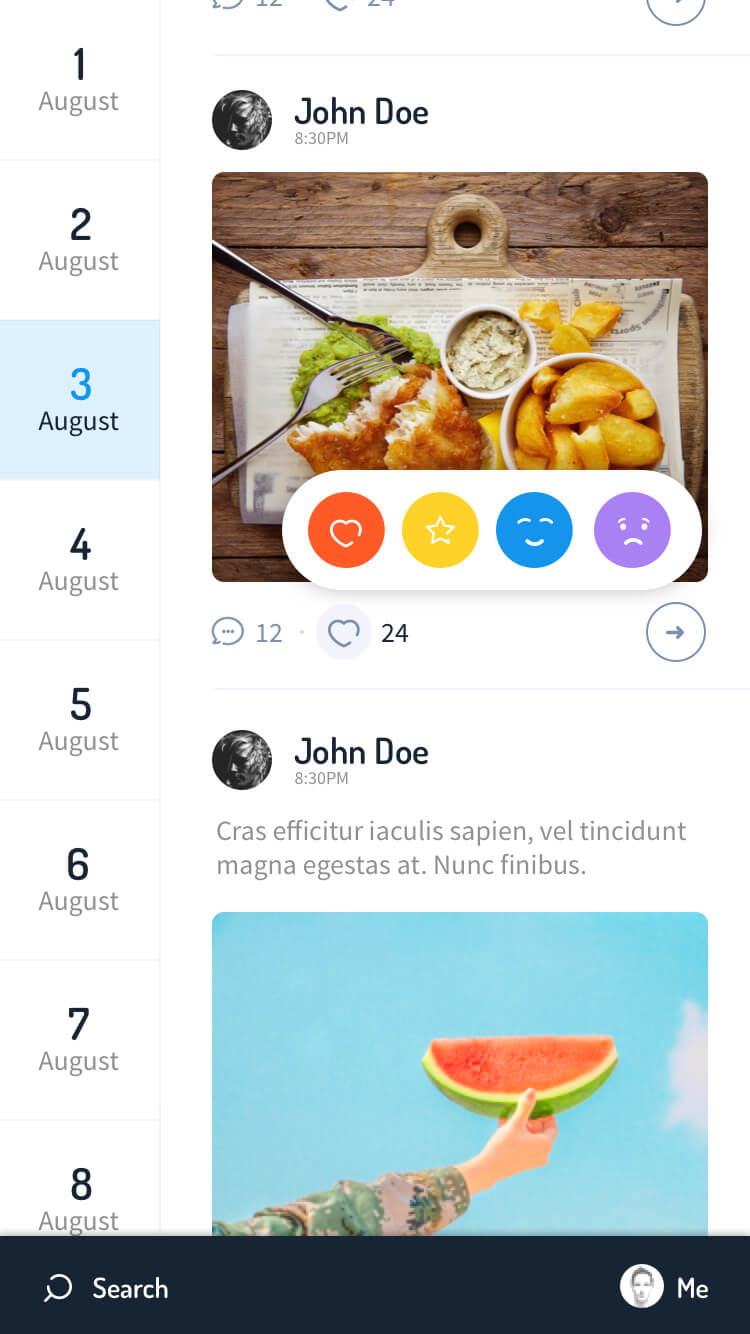 1
August
2
August
3
August
4
August
5
August
6
August
7
August
8
August
12 24
John Doe
8:30PM
12 24
John Doe
8:30PM
Cras efficitur iaculis sapien, vel tincidunt
magna egestas at. Nunc finibus.
Search
Me